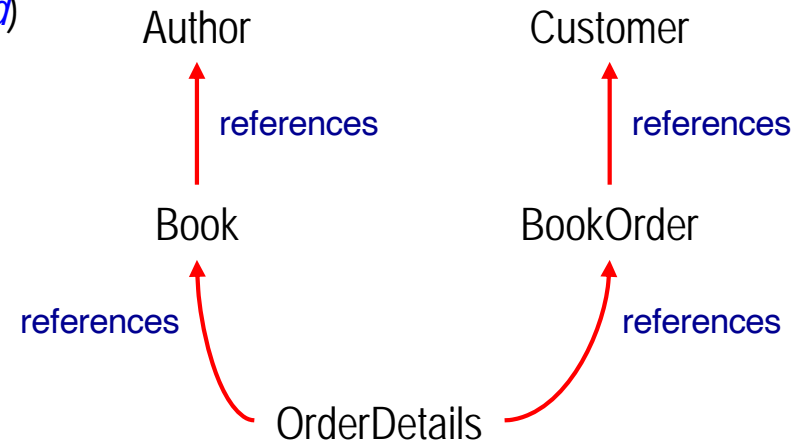 d)
Author Customer
references references
Book BookOrder
references references
OrderDetails